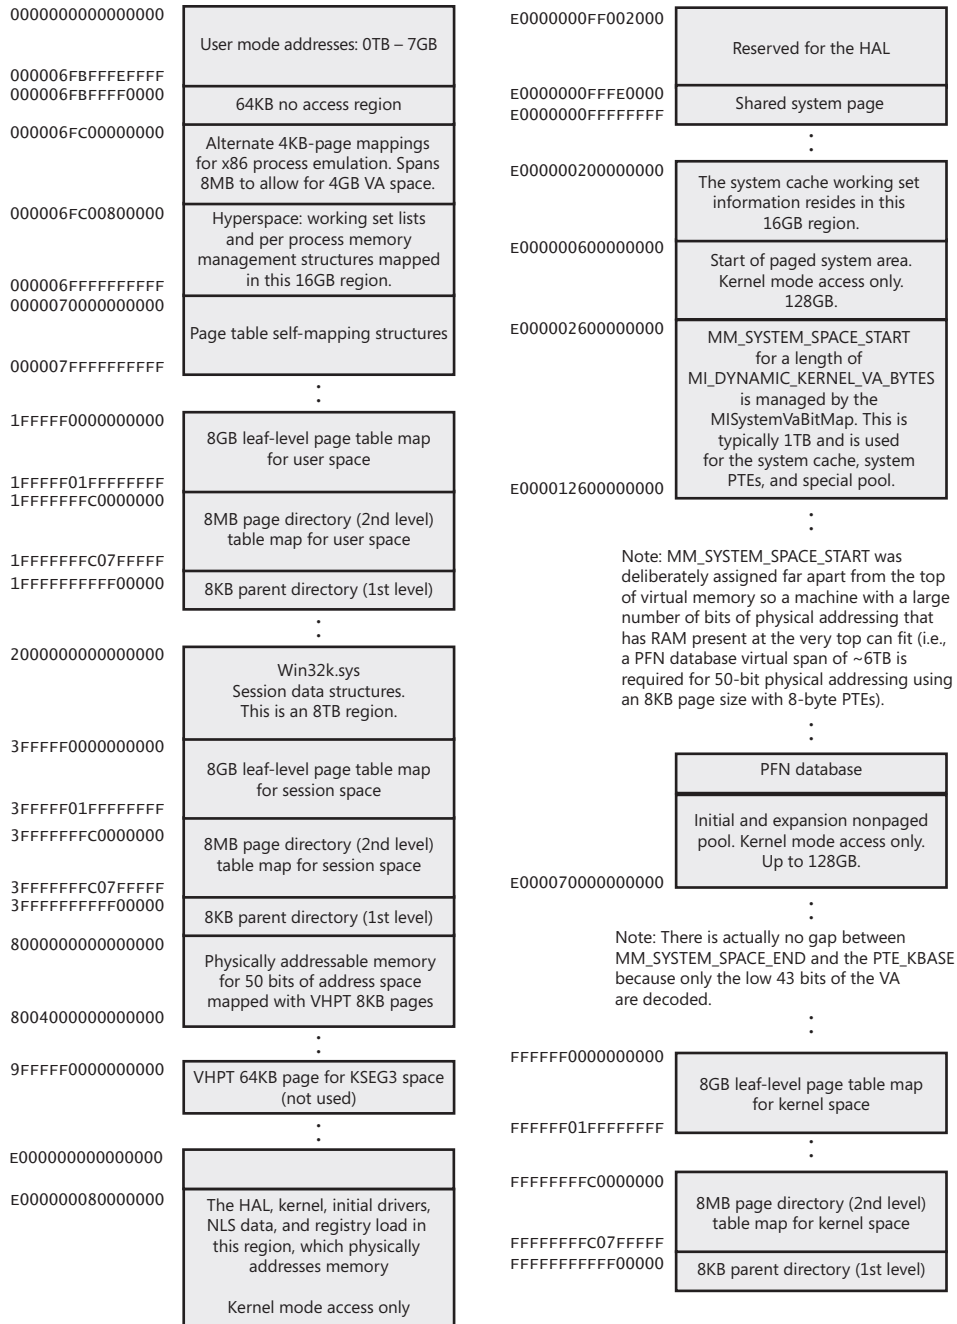 0000000000000000
User mode addresses: 0TB – 7GB
000006FBFFFEFFFF
000006FBFFFF0000
64KB no access region
000006FC00000000
Alternate 4KB-page mappings
for x86 process emulation. Spans
8MB to allow for 4GB VA space.
000006FC00800000
Hyperspace: working set lists
and per process memory
management structures mapped
in this 16GB region.
000006FFFFFFFFFF
0000070000000000
Page table self-mapping structures
000007FFFFFFFFFF
1FFFFF0000000000
8GB leaf-level page table map
for user space
1FFFFF01FFFFFFFF
1FFFFFFFC0000000
8MB page directory (2nd level)
table map for user space
1FFFFFFFC07FFFFF
1FFFFFFFFFF00000
8KB parent directory (1st level)
2000000000000000
Win32k.sys
Session data structures.
This is an 8TB region.
3FFFFF0000000000
8GB leaf-level page table map
for session space
3FFFFF01FFFFFFFF
3FFFFFFFC0000000
8MB page directory (2nd level)
table map for session space
3FFFFFFFC07FFFFF
3FFFFFFFFFF00000
8KB parent directory (1st level)
8000000000000000
Physically addressable memory
for 50 bits of address space
mapped with VHPT 8KB pages
8004000000000000
9FFFFF0000000000
VHPT 64KB page for KSEG3 space
(not used)
E000000000000000
E000000080000000
The HAL, kernel, initial drivers,
NLS data, and registry load in
this region, which physically
addresses memory
Kernel mode access only
E0000000FF002000
Reserved for the HAL
E0000000FFFE0000
Shared system page
E0000000FFFFFFFF
E000000200000000
The system cache working set
information resides in this
16GB region.
E000000600000000
Start of paged system area.
Kernel mode access only.
128GB.
E000002600000000
MM_SYSTEM_SPACE_START
for a length of
MI_DYNAMIC_KERNEL_VA_BYTES
is managed by the
MISystemVaBitMap. This is
typically 1TB and is used
for the system cache, system
PTEs, and special pool.
E000012600000000
Note: MM_SYSTEM_SPACE_START was
deliberately assigned far apart from the top
of virtual memory so a machine with a large
number of bits of physical addressing that
has RAM present at the very top can fit (i.e.,
a PFN database virtual span of ~6TB is
required for 50-bit physical addressing using
an 8KB page size with 8-byte PTEs).
PFN database
Initial and expansion nonpaged
pool. Kernel mode access only.
Up to 128GB.
E000070000000000
Note: There is actually no gap between
MM_SYSTEM_SPACE_END and the PTE_KBASE
because only the low 43 bits of the VA
are decoded.
FFFFFF0000000000
8GB leaf-level page table map
for kernel space
FFFFFF01FFFFFFFF
FFFFFFFFC0000000
8MB page directory (2nd level)
table map for kernel space
FFFFFFFFC07FFFFF
FFFFFFFFFFF00000
8KB parent directory (1st level)